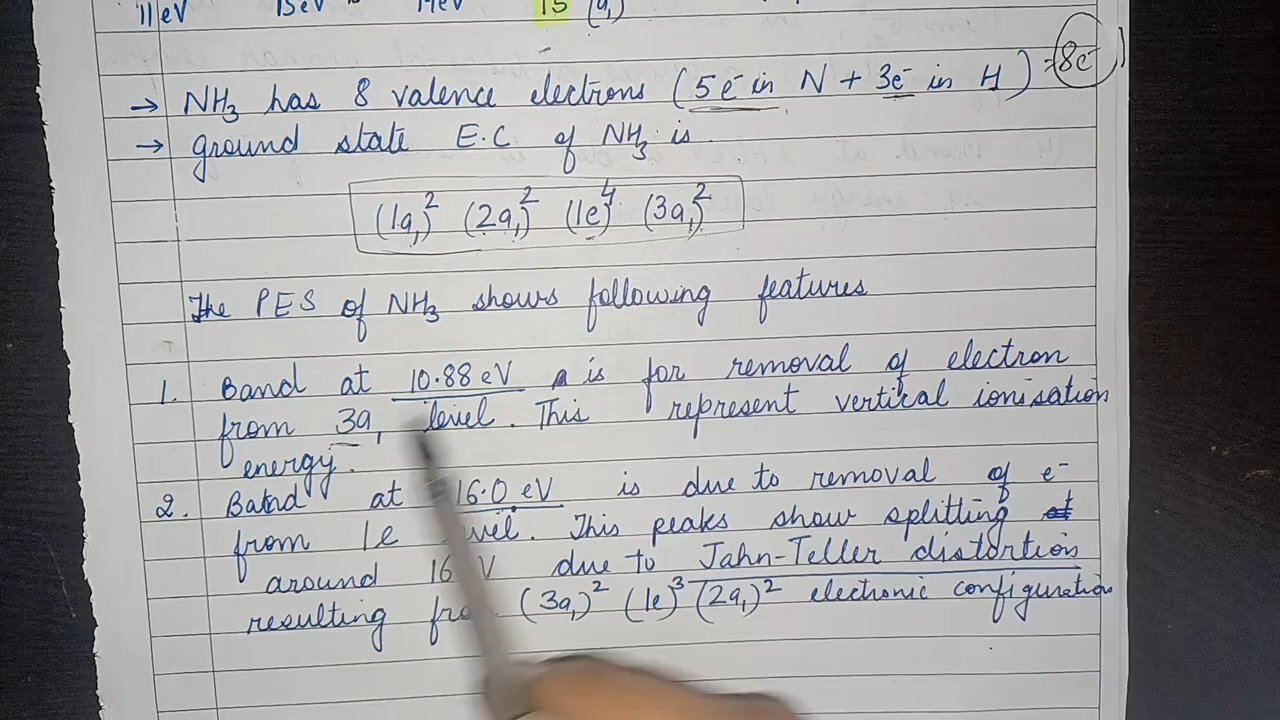 11eV 15eV 14eV 15 (a₁)
→ NH₃ has 8 valence electrons (5e⁻ in N + 3e⁻ in H) = 8e⁻)
→ ground state E.C of NH₃ is
(1a₁)² (2a₁)² (1e)⁴ (3a₁)²
The PES of NH₃ shows following features
1. Band at 10.88 eV is for removal of electron
from 3a₁ level. This represent vertical ionisation
energy.
2. Band at 16.0 eV is due to removal of e⁻
from 1e level. This peaks show splitting at
around 16 V due to Jahn-Teller distortion
resulting (3a₁)² (1e)³ (2a₁)² electronic configuration